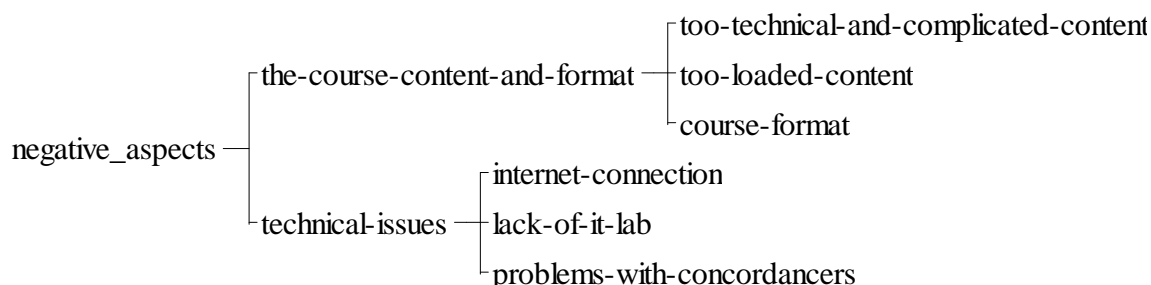 too-technical-and-complicated-content
the-course-content-and-format
too-loaded-content
course-format
negative_aspects
internet-connection
technical-issues
lack-of-it-lab
problems-with-concordancers